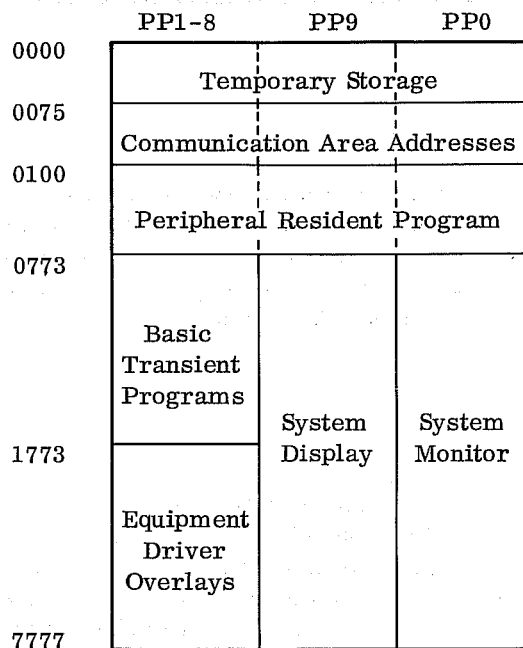 PP1-8 PP9 PP0
0000
Temporary Storage
0075
Communication Area Addresses
0100
Peripheral Resident Program
0773
Basic
Transient
Programs
System
Display
System
Monitor
1773
Equipment
Driver
Overlays
7777